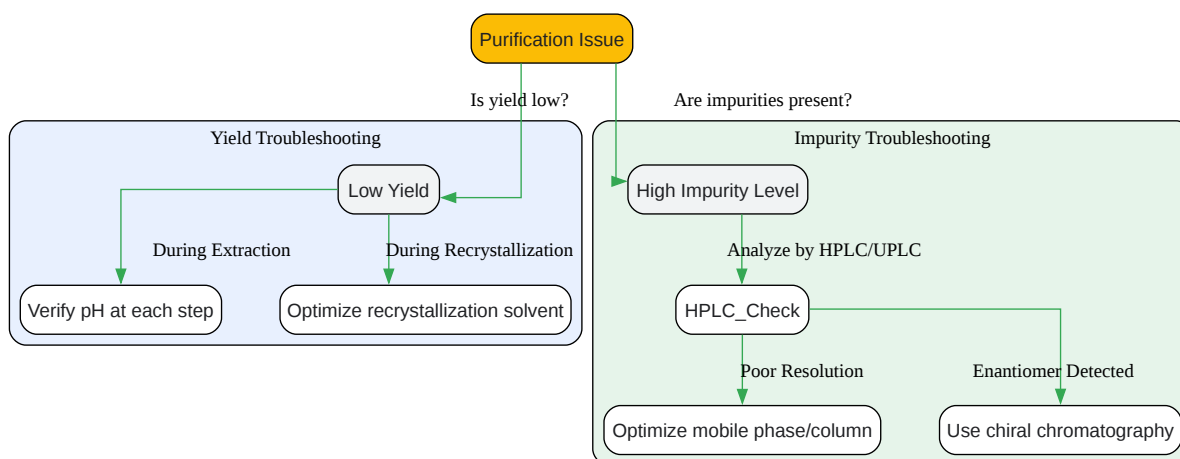 Purification Issue
Is yield low?
Are impurities present?
Yield Troubleshooting
Impurity Troubleshooting
Low Yield
High Impurity Level
During Extraction
During Recrystallization
Analyze by HPLC/UPLC
Verify pH at each step
Optimize recrystallization solvent
HPLC_Check
Poor Resolution
Enantiomer Detected
Optimize mobile phase/column
Use chiral chromatography